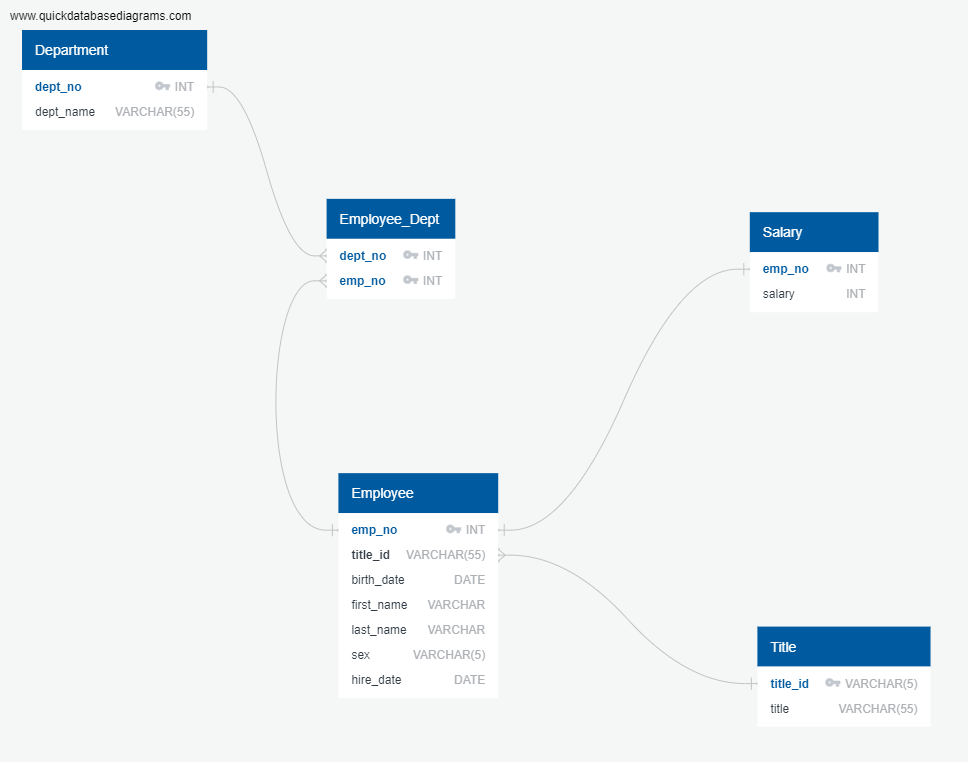 www.quickdatabasediagrams.com
Department
dept_no INT
dept_name VARCHAR(55)
Employee_Dept
dept_no INT
emp_no INT
Salary
emp_no INT
salary INT
Employee
emp_no INT
title_id VARCHAR(55)
birth_date DATE
first_name VARCHAR
last_name VARCHAR
sex VARCHAR(5)
hire_date DATE
Title
title_id VARCHAR(5)
title VARCHAR(55)